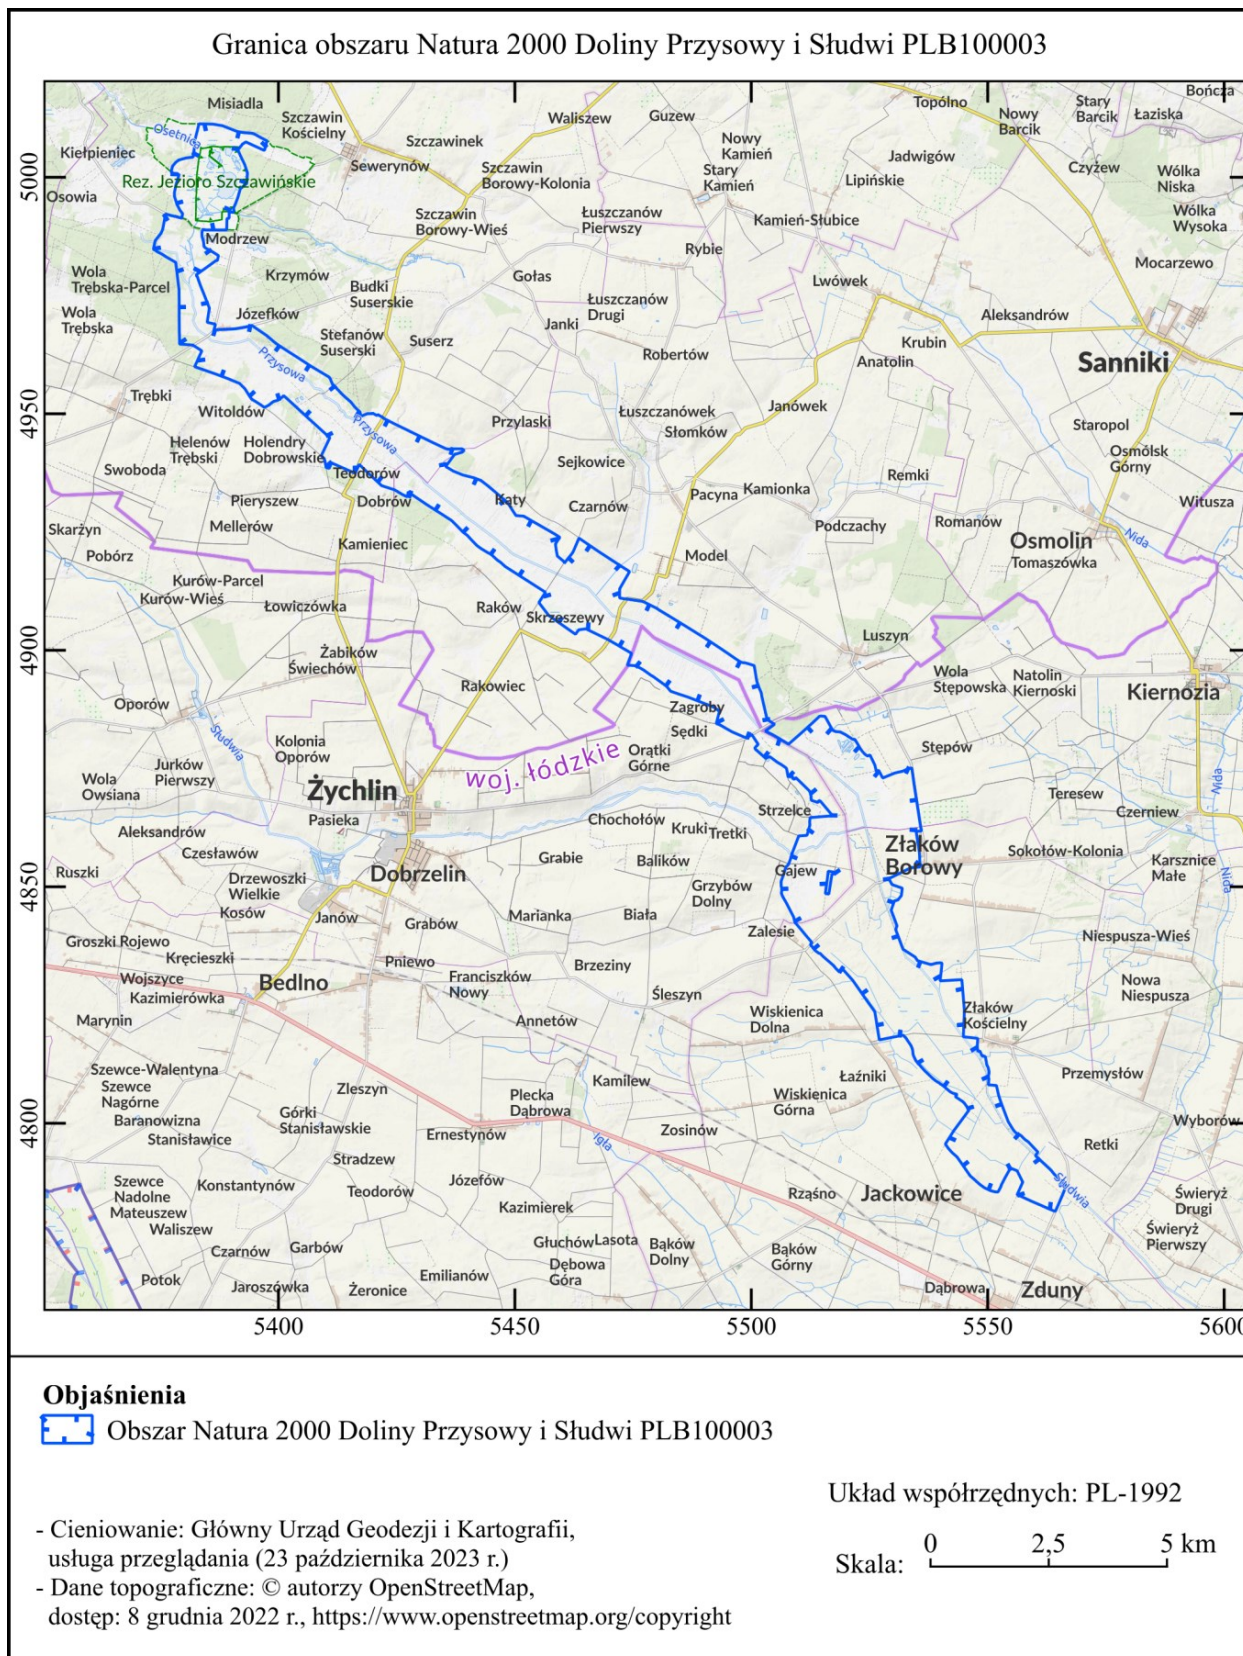 Granica obszaru Natura 2000 Doliny Przysowy i Słudwi PLB100003
Misiadla
Szczawin
Kościelny
Osetnica
Kiełpieniec
Sewerynów
Szczawinek
Waliszew
Guzew
Nowy
Kamień
Stary
Kamień
Topólno
Nowy
Barcik
Stary
Barcik
Bończa
Łaziska
Jadwigów
Lipińskie
Czyżew
Wólka
Niska
Wólka
Wysoka
5000
Osowia
Rez. Jezioro Szczawińskie
Szczawin
Borowy-Kolonia
Szczawin
Borowy-Wieś
Łuszczanów
Pierwszy
Kamień-Słubice
Rybie
Mocarzewo
Modrzew
Wola
Trębska-Parcel
Krzymów
Budki
Suserskie
Gołas
Lwówek
Wola
Trębska
Józefków
Łuszczanów
Drugi
Aleksandrów
Stefanów
Suserski
Suserz
Janki
Robertów
Krubin
Anatolin
Sanniki
Przysowa
Trębki
Witoldów
Przysowa
Przylaski
Łuszczanówek
Słomków
Janówek
Staropol
4950
Helenów
Trębski
Holendry
Dobrowskie
Swoboda
Teodorów
Sejkowice
Osmólsk
Górny
Remki
Pieryszew
Dobrów
Kąty
Czarnów
Pacyna
Kamionka
Witusza
Skarżyn
Mellerów
Podczachy
Romanów
Osmolin
Tomaszówka
Nida
Pobórz
Kamieniec
Model
Kurów-Parcel
Kurów-Wieś
Łowiczówka
Raków
Skrzeszewy
Luszyn
4900
Żabików
Świechów
Wola
Stępowska
Natolin
Kiernoski
Kiernozia
Rakowiec
Oporów
Zagroby
Sędki
Słudwia
Kolonia
Oporów
Orątki
Górne
Stępów
woj. łódzkie
Jurków
Pierwszy
Nida
Wola
Owsiana
Żychlin
Teresew
Strzelce
Czerniew
Pasieka
Chochołów
Kruki
Tretki
Aleksandrów
Czesławów
Grabie
Balików
Złaków
Borowy
Sokołów-Kolonia
Karsznice
Małe
Ruszki
Drzewoszki
Wielkie
Dobrzelin
Gajew
Nida
4850
Kosów
Janów
Grzybów
Dolny
Grabów
Marianka
Biała
Zalesie
Groszki
Rojewo
Kręcieszki
Niespusza-Wieś
Pniewo
Brzeziny
Wojszyce
Kazimierówka
Bedlno
Franciszków
Nowy
Śleszyn
Nowa
Niespusza
Marynin
Annetów
Wiskienica
Dolna
Złaków
Kościelny
Szewce-Walentyna
Szewce
Nagórne
Zleszyn
Kamilew
Łaźniki
Przemysłów
Baranowizna
Górki
Stanisławskie
Plecka
Dąbrowa
Wiskienica
Górna
4800
Stanisławice
Ernestynów
Igla
Zosinów
Retki
Wyborów
Stradzew
Szewce
Nadolne
Mateuszew
Konstantynów
Teodorów
Józefów
Rząśno
Jackowice
Słudwia
Świeryż
Drugi
Waliszew
Kazimierek
Świeryż
Pierwszy
Czarnów
Garbów
Głuchów
Lasota
Bąków
Dolny
Bąków
Górny
Dębowa
Góra
Potok
Jaroszówka
Żeronice
Emilianów
Dąbrowa
Zduny
5400 5450 5500 5550 5600
Objaśnienia
Obszar Natura 2000 Doliny Przysowy i Słudwi PLB100003
Układ współrzędnych: PL-1992
- Cieniowanie: Główny Urząd Geodezji i Kartografii,
usługa przeglądania (23 października 2023 r.)
Skala: 0 2,5 5 km
- Dane topograficzne: © autorzy OpenStreetMap,
dostęp: 8 grudnia 2022 r., https://www.openstreetmap.org/copyright